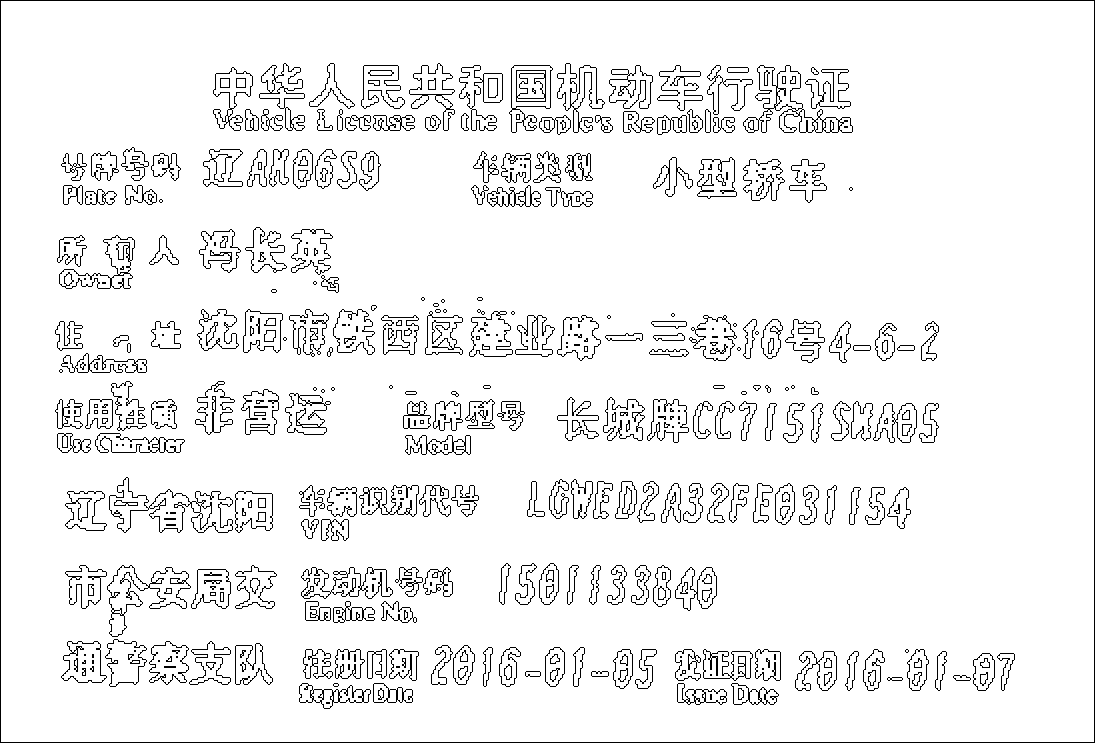 中华人民共和国机动车行驶证
Vehicle License of the People's Republic of China
号牌号码 辽AM06S9 车辆类型 小型轿车
Plate No. Vehicle Type
所有人 冯长英
Owner
住址 沈阳市铁西区建业路一三巷16号4-6-2
Address
使用性质 非营运 品牌型号 长城牌CC7151SMA05
Use Character Model
辽宁省沈阳 车辆识别代号 LGWED2A32FE031154
VIN
市公安局交 发动机号码 1501133840
Engine No.
通警察支队 注册日期 2016-01-05 发证日期 2016-01-07
Register Date Issue Date